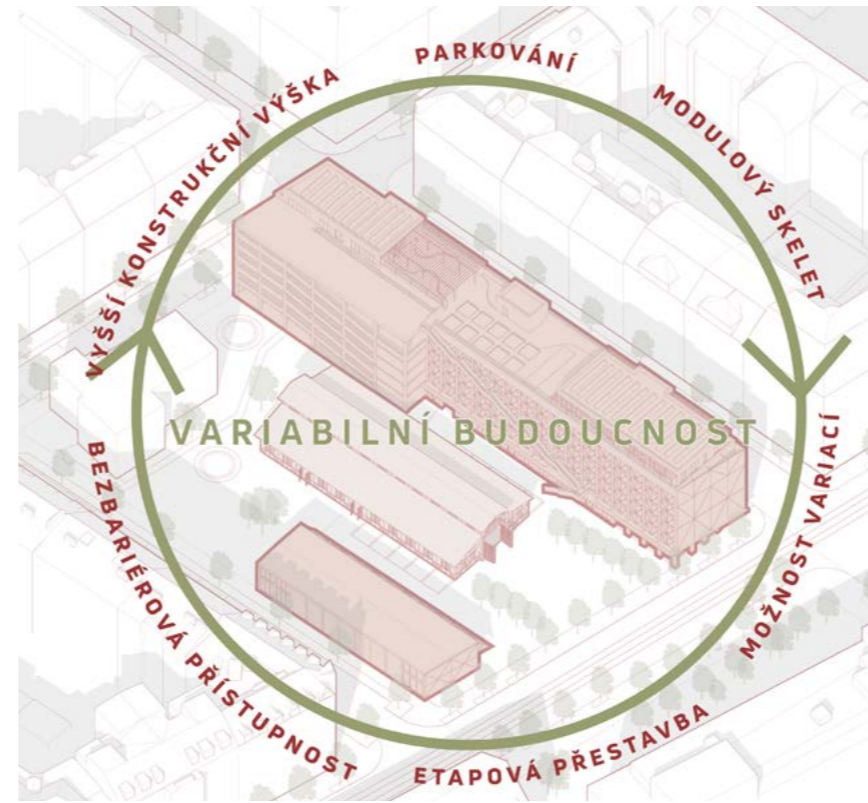 PARKOVÁNÍ
MODULOVÝ SKELET
MOŽNOST VARIACÍ
ETAPOVÁ PŘESTAVBA
BEZBARIÉROVÁ PŘÍSTUPNOST
VYŠŠÍ KONSTRUKČNÍ VÝŠKA
VARIABILNÍ BUDOUCNOST